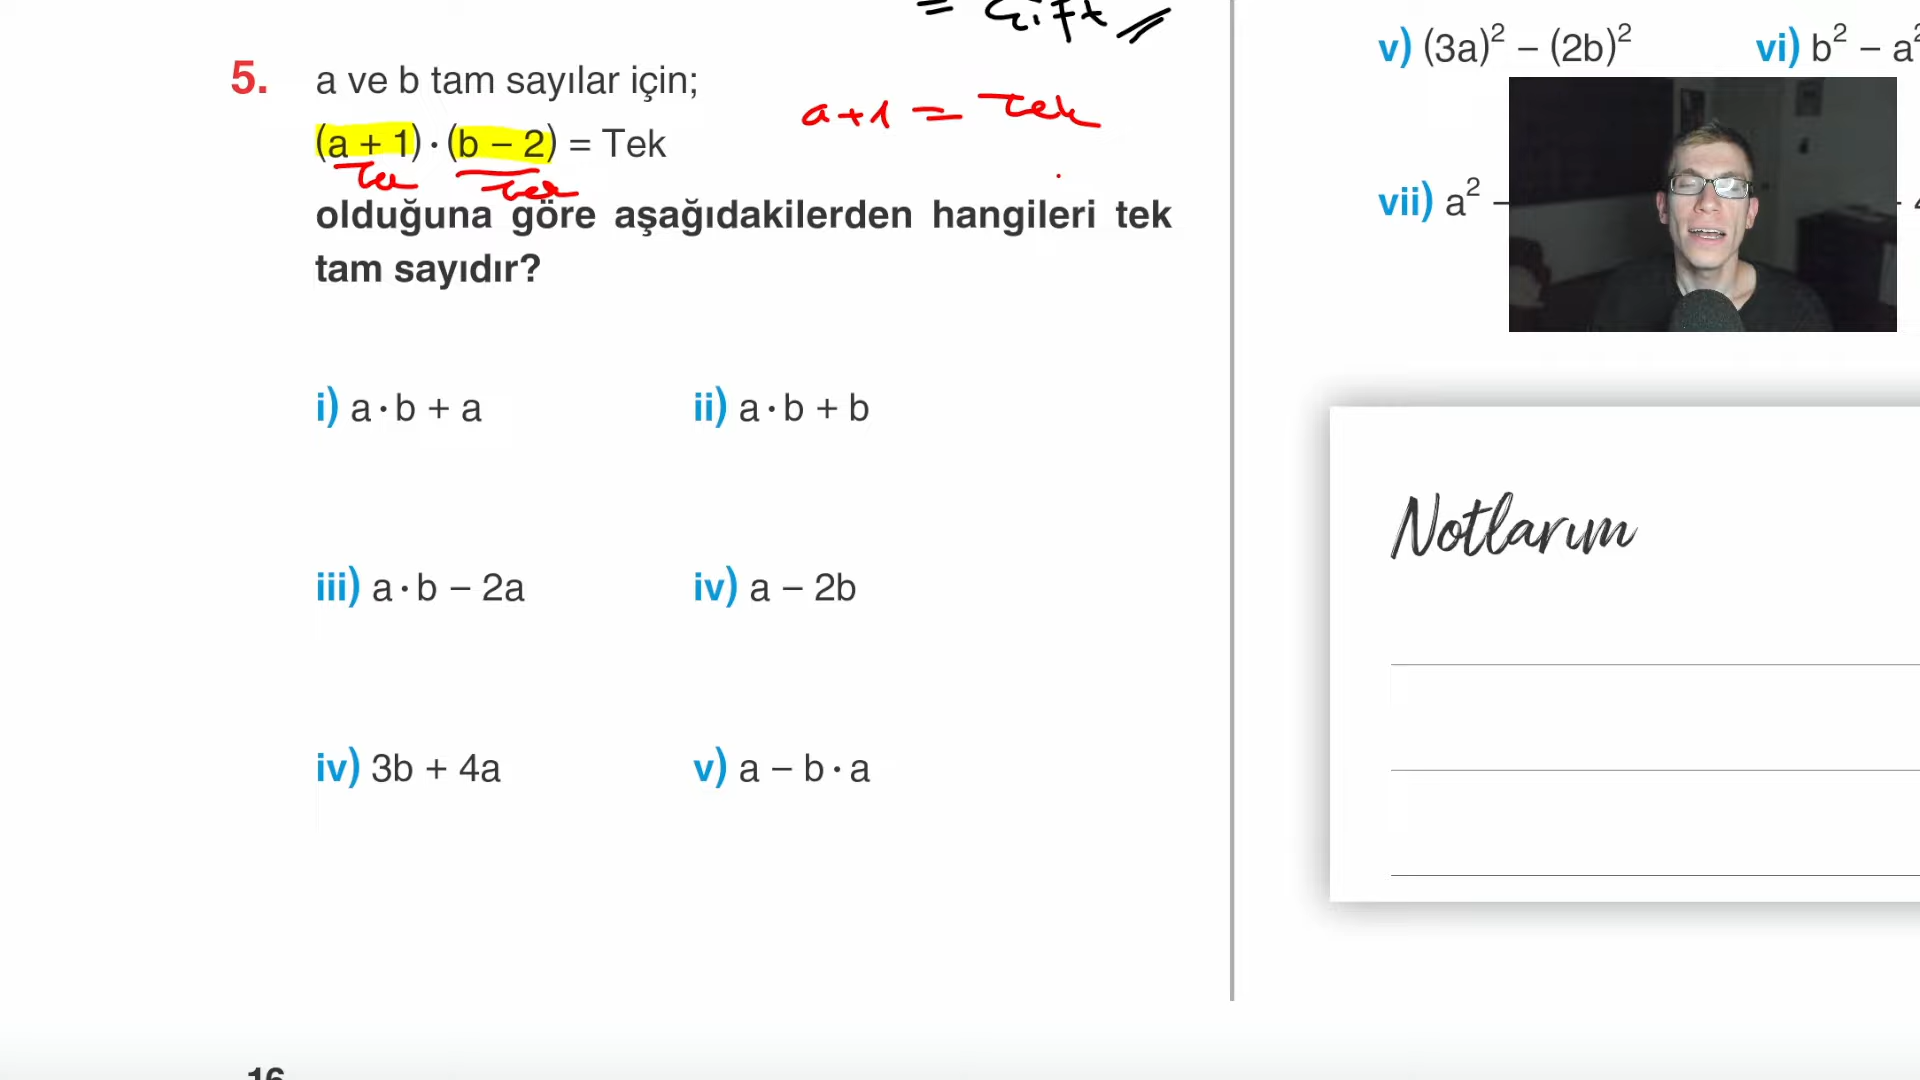 = Çift //
5. a ve b tam sayılar için;
(a + 1) · (b – 2) = Tek
Tek Tek
a+1 = Tek
olduğuna göre aşağıdakilerden hangileri tek
tam sayıdır?
i) a · b + a
ii) a · b + b
iii) a · b – 2a
iv) a – 2b
iv) 3b + 4a
v) a – b · a
16
v) (3a)² – (2b)²
vi) b² – a²
vii) a² –
Notlarım